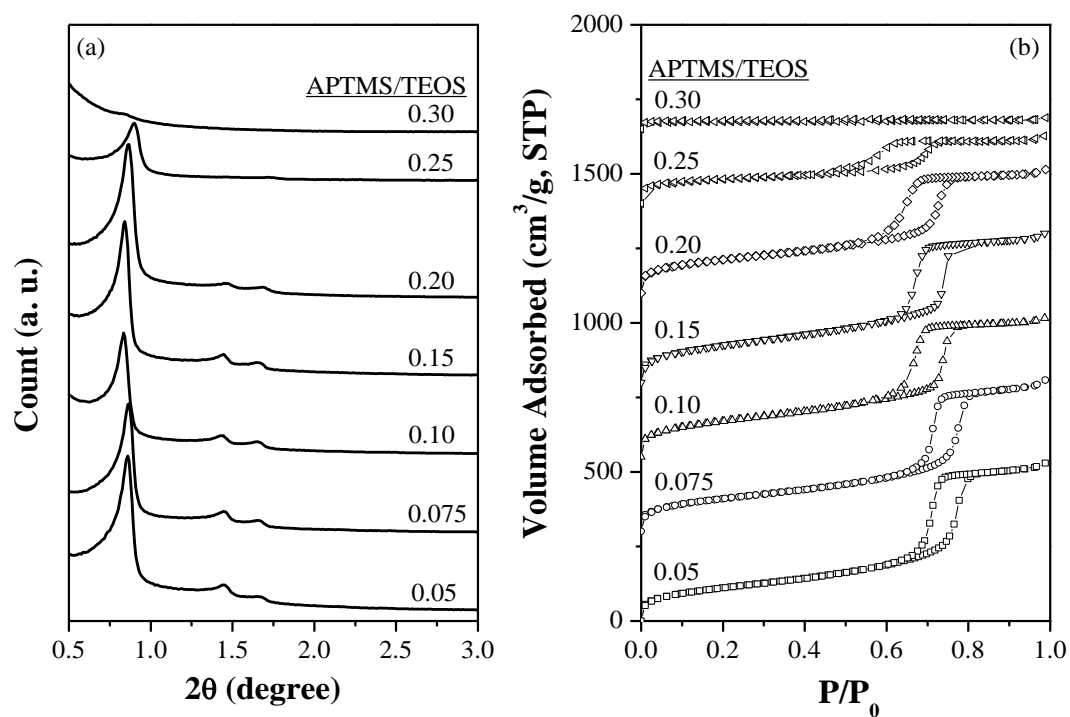 (a)
APTMS/TEOS
0.30
0.25
0.20
0.15
0.10
0.075
0.05
Count (a. u.)
0.5 1.0 1.5 2.0 2.5 3.0
2θ (degree)
(b)
APTMS/TEOS
0.30
0.25
0.20
0.15
0.10
0.075
0.05
2000
1500
1000
500
0
Volume Adsorbed (cm³/g, STP)
0.0 0.2 0.4 0.6 0.8 1.0
P/P₀